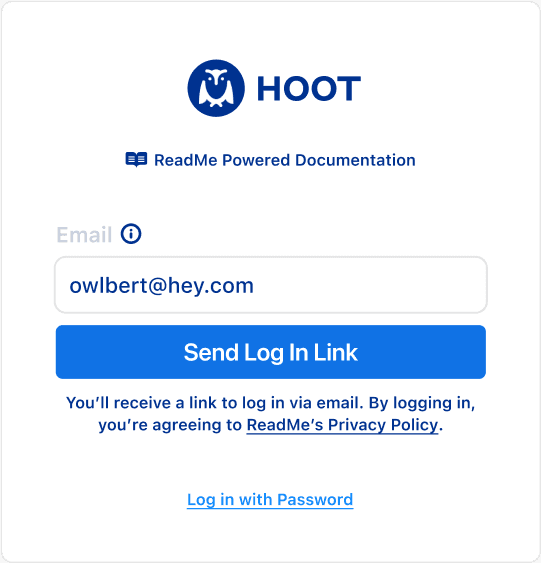 HOOT
ReadMe Powered Documentation
Email
owlbert@hey.com
Send Log In Link
You’ll receive a link to log in via email. By logging in,
you’re agreeing to ReadMe’s Privacy Policy.
Log in with Password